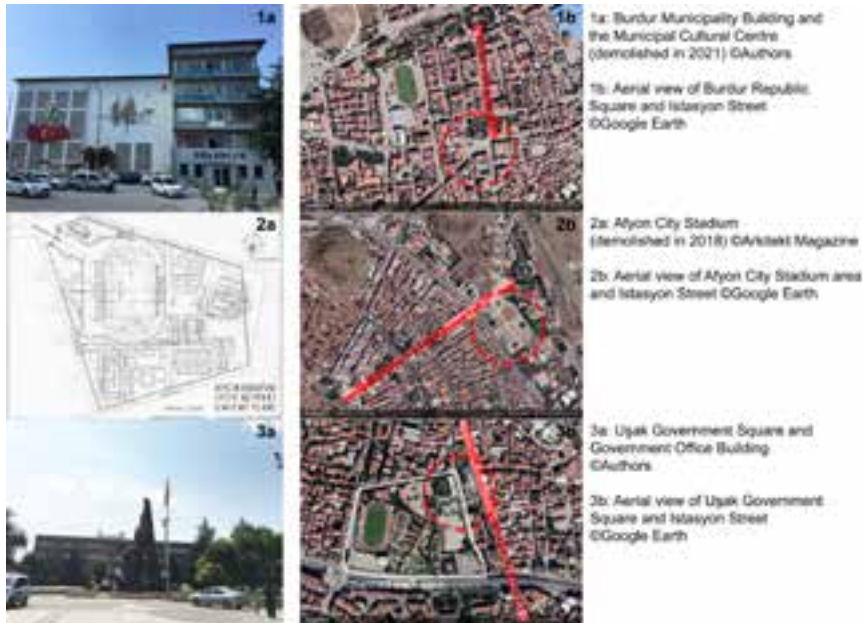 1a
1b
1a: Burdur Municipality Building and
the Municipal Cultural Centre
(demolished in 2021) ©Authors
1b: Aerial view of Burdur Republic
Square and Istasyon Street
©Google Earth
2a
2b
2a: Afyon City Stadium
(demolished in 2018) ©Arkitekt Magazine
2b: Aerial view of Afyon City Stadium area
and Istasyon Street ©Google Earth
3a
3b
3a: Uşak Government Square and
Government Office Building
©Authors
3b: Aerial view of Uşak Government
Square and Istasyon Street
©Google Earth